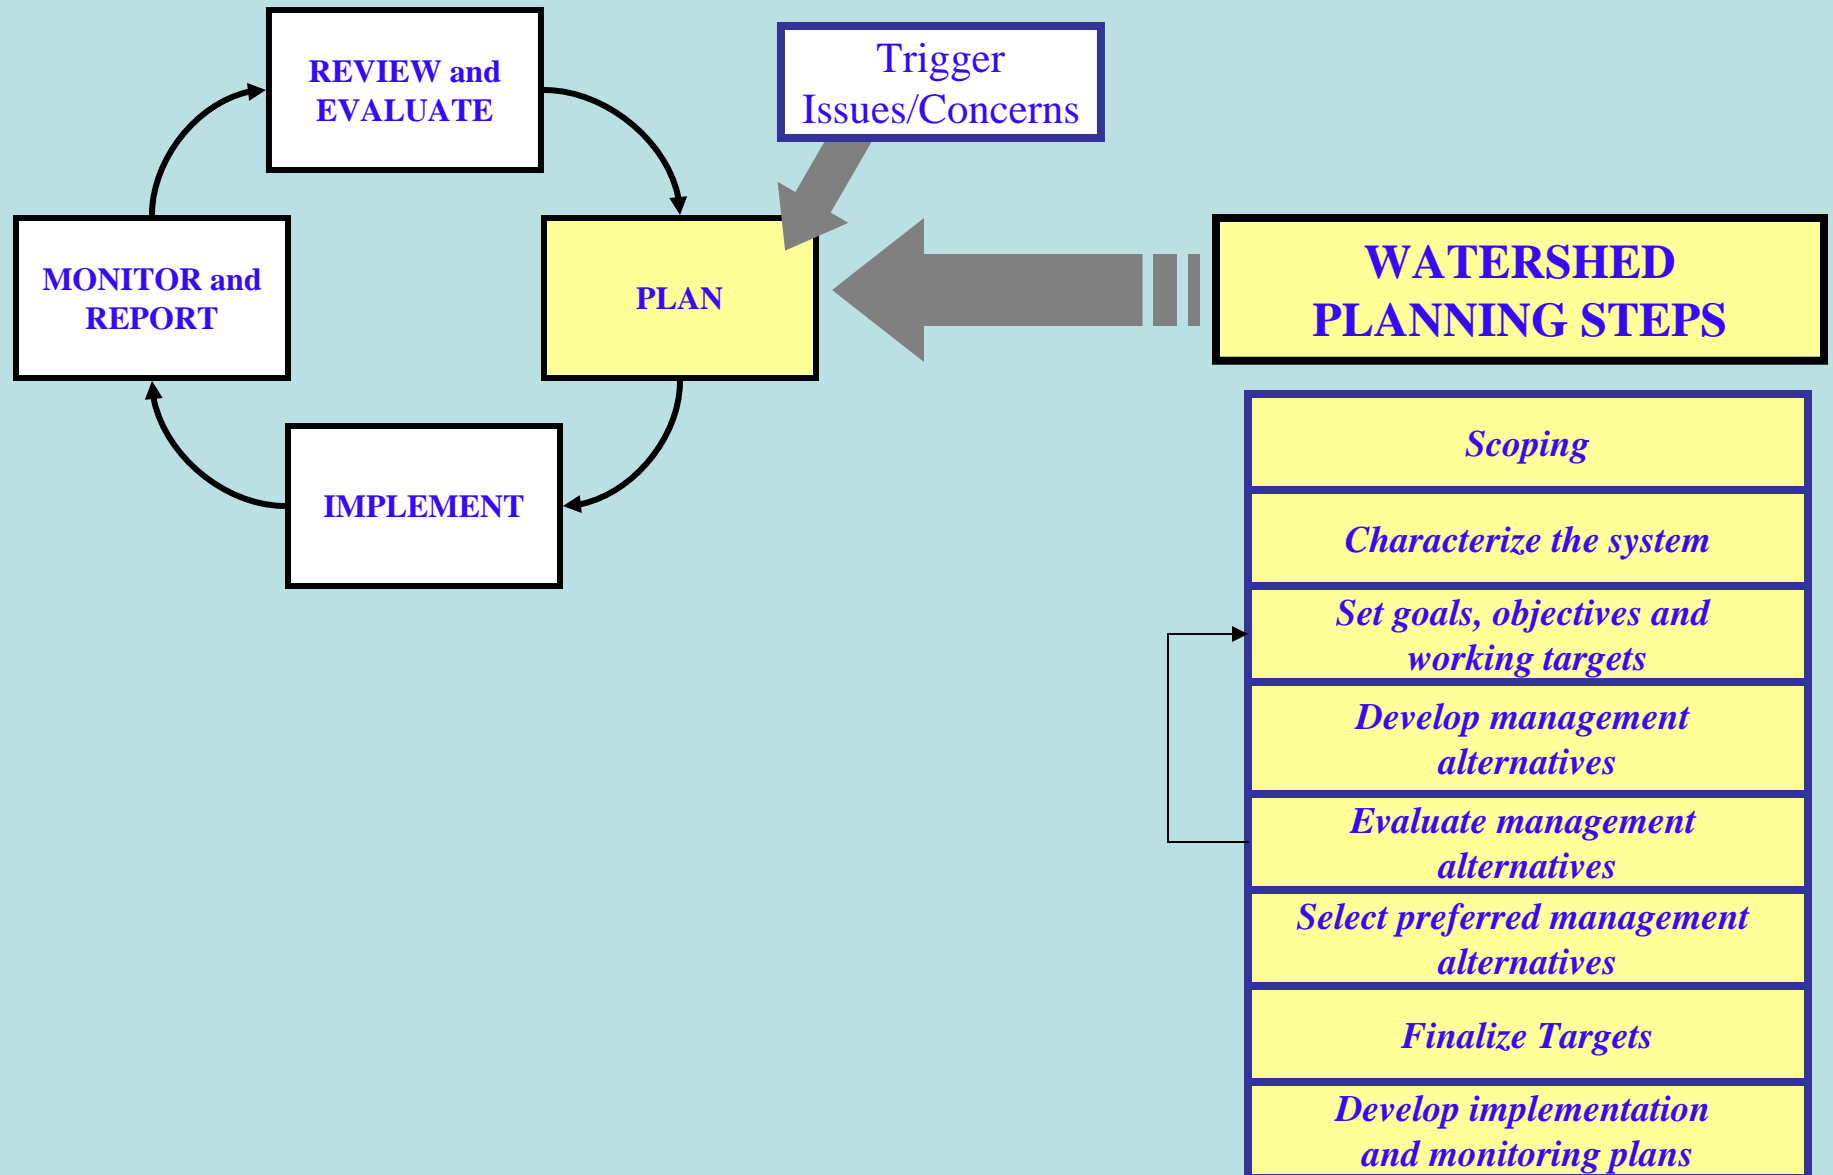 REVIEW and
EVALUATE
Trigger
Issues/Concerns
MONITOR and
REPORT
PLAN
WATERSHED
PLANNING STEPS
IMPLEMENT
Scoping
Characterize the system
Set goals, objectives and
working targets
Develop management
alternatives
Evaluate management
alternatives
Select preferred management
alternatives
Finalize Targets
Develop implementation
and monitoring plans